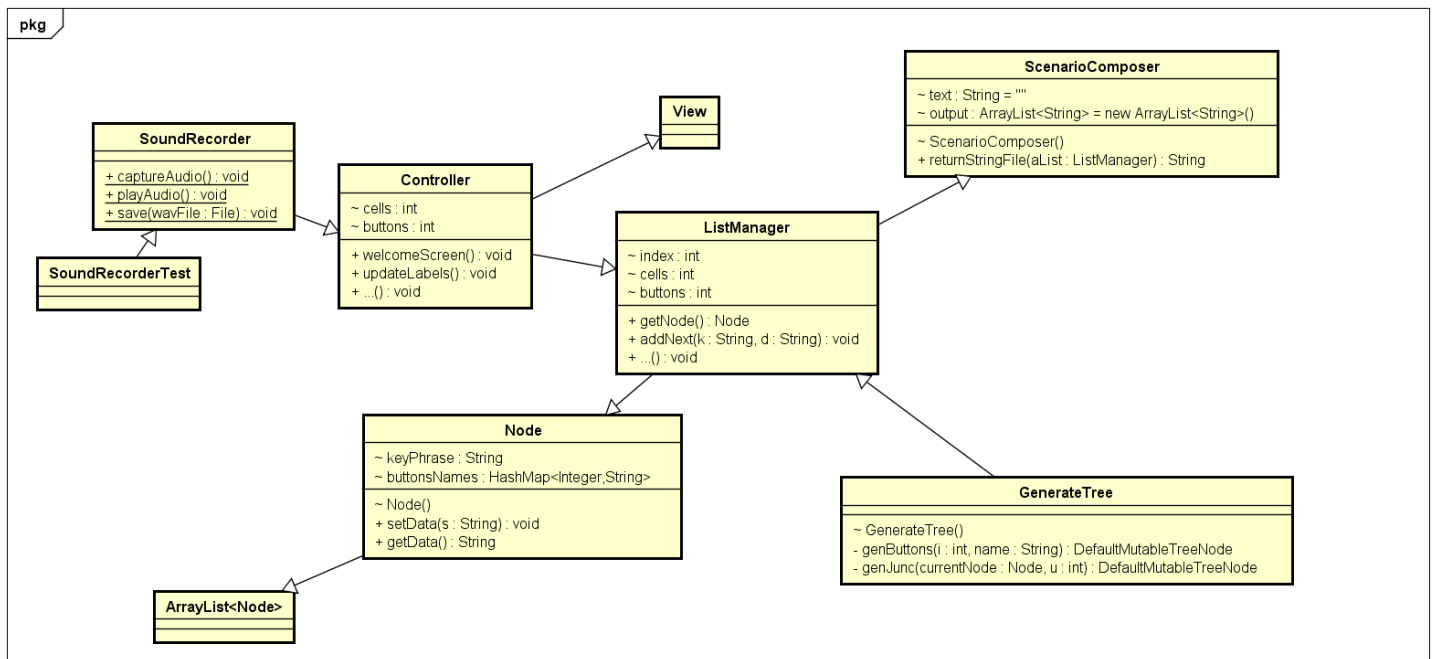 pkg
SoundRecorder
+ captureAudio() : void
+ playAudio() : void
+ save(wavFile : File) : void
SoundRecorderTest
Controller
~ cells : int
~ buttons : int
+ welcomeScreen() : void
+ updateLabels() : void
+ ...() : void
View
ScenarioComposer
~ text : String = ""
~ output : ArrayList<String> = new ArrayList<String>()
~ ScenarioComposer()
+ returnStringFile(aList : ListManager) : String
ListManager
~ index : int
~ cells : int
~ buttons : int
+ getNode() : Node
+ addNext(k : String, d : String) : void
+ ...() : void
Node
~ keyPhrase : String
~ buttonsNames : HashMap<Integer,String>
~ Node()
+ setData(s : String) : void
+ getData() : String
ArrayList<Node>
GenerateTree
~ GenerateTree()
- genButtons(i : int, name : String) : DefaultMutableTreeNode
- genJunc(currentNode : Node, u : int) : DefaultMutableTreeNode